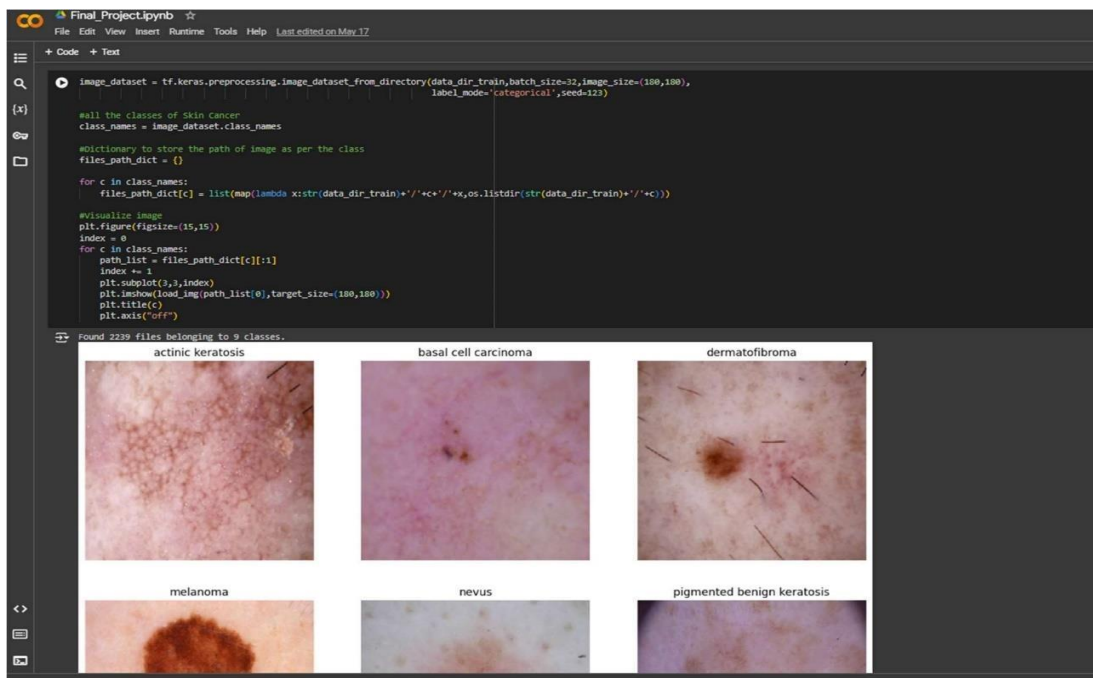 Final_Project.ipynb
File Edit View Insert Runtime Tools Help Last edited on May 17
+ Code + Text
{x}
image_dataset = tf.keras.preprocessing.image_dataset_from_directory(data_dir_train,batch_size=32,image_size=(180,180),
label_mode='categorical',seed=123)
#all the classes of Skin Cancer
class_names = image_dataset.class_names
#Dictionary to store the path of image as per the class
files_path_dict = {}
for c in class_names:
files_path_dict[c] = list(map(lambda x:str(data_dir_train)+'/'+c+'/'+x,os.listdir(str(data_dir_train)+'/'+c)))
#Visualize image
plt.figure(figsize=(15,15))
index = 0
for c in class_names:
path_list = files_path_dict[c][:1]
index += 1
plt.subplot(3,3,index)
plt.imshow(load_img(path_list[0],target_size=(180,180)))
plt.title(c)
plt.axis("off")
Found 2239 files belonging to 9 classes.
actinic keratosis basal cell carcinoma dermatofibroma
melanoma nevus pigmented benign keratosis